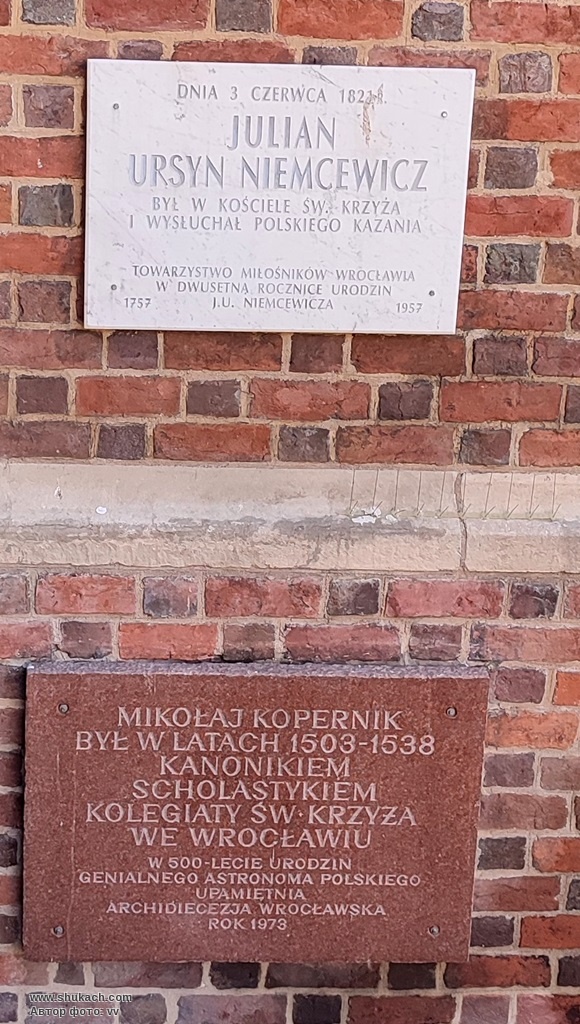 DNIA 3 CZERWCA 1821 R.
JULIAN
URSYN NIEMCEWICZ
BYŁ W KOŚCIELE ŚW. KRZYŻA
I WYSŁUCHAŁ POLSKIEGO KAZANIA
TOWARZYSTWO MIŁOŚNIKÓW WROCŁAWIA
W DWUSETNĄ ROCZNICE URODZIN
1757 J.U. NIEMCEWICZA 1957
MIKOŁAJ KOPERNIK
BYŁ W LATACH 1503-1538
KANONIKIEM
SCHOLASTYKIEM
KOLEGIATY ŚW. KRZYŻA
WE WROCŁAWIU
W 500-LECIE URODZIN
GENIALNEGO ASTRONOMA POLSKIEGO
UPAMIĘTNIA
ARCHIDIECEZJA WROCŁAWSKA
ROK 1973
www.shukach.com
Автор фото: vv